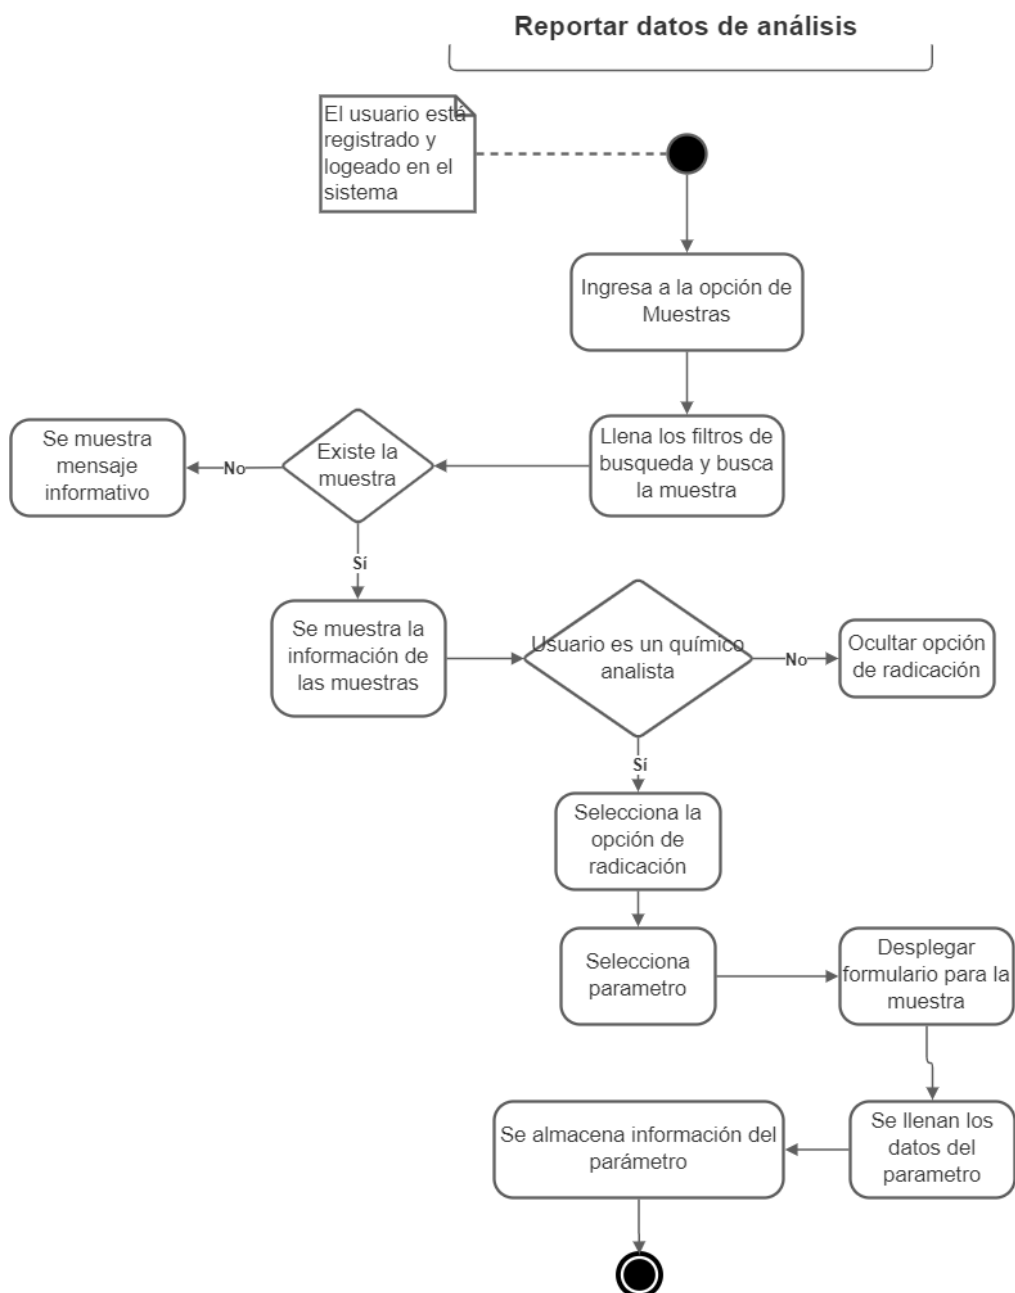 Reportar datos de análisis
El usuario está
registrado y
logeado en el
sistema
Ingresa a la opción de
Muestras
Llena los filtros de
busqueda y busca
la muestra
Existe la
muestra
No
Se muestra
mensaje
informativo
Sí
Se muestra la
información de
las muestras
Usuario es un químico
analista
No
Ocultar opción
de radicación
Sí
Selecciona la
opción de
radicación
Selecciona
parametro
Desplegar
formulario para la
muestra
Se llenan los
datos del
parametro
Se almacena información del
parámetro